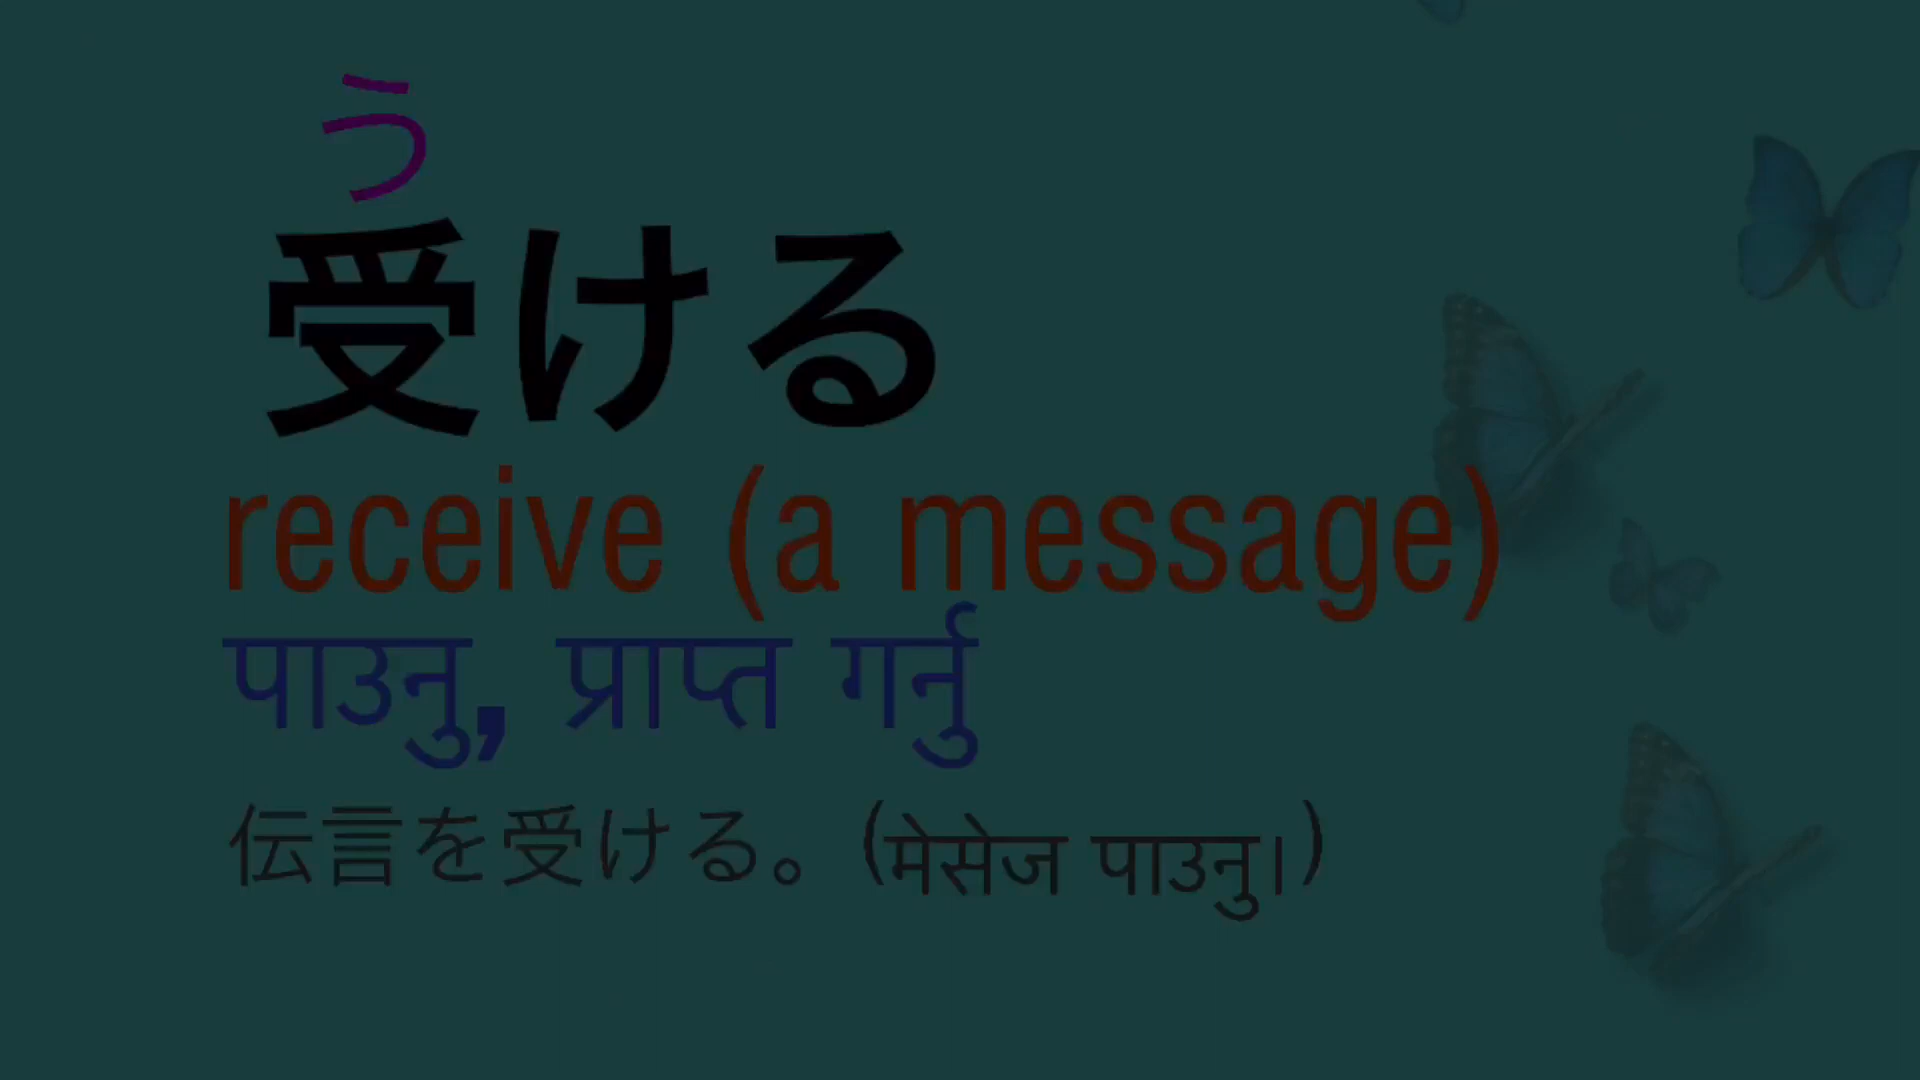 う
受ける
receive (a message)
पाउनु, प्राप्त गर्नु
伝言を受ける。(मेसेज पाउनु।)